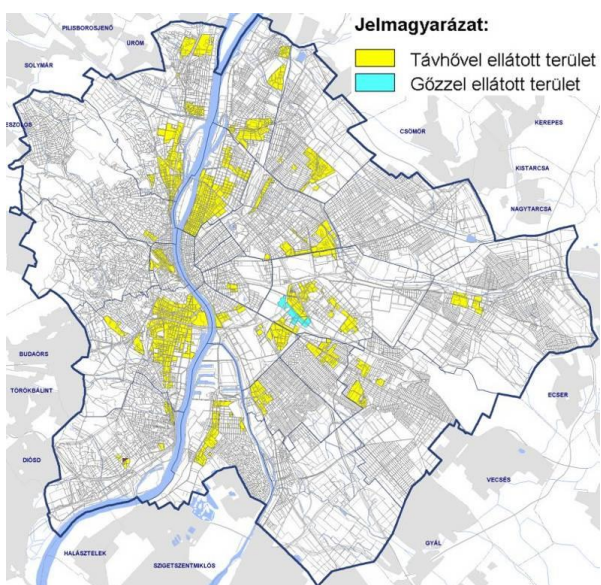 Jelmagyarázat:
Távhővel ellátott terület
Gőzzel ellátott terület
PILISBOROSJENŐ
ÜRÖM
SOLYMÁR
CSÖMÖR
KEREPES
KISTARCSA
NAGYTARCSA
BUDAÖRS
TÖRÖKBÁLINT
ECSER
DIÓSD
VECSÉS
GYÁL
HALÁSZTELEK
SZIGETSZENTMIKLÓS